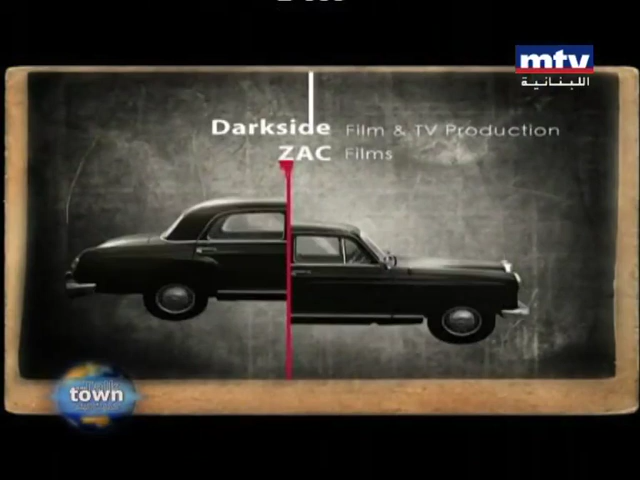 mtv
اللبنانية
Darkside Film & TV Production
ZAC Films
town